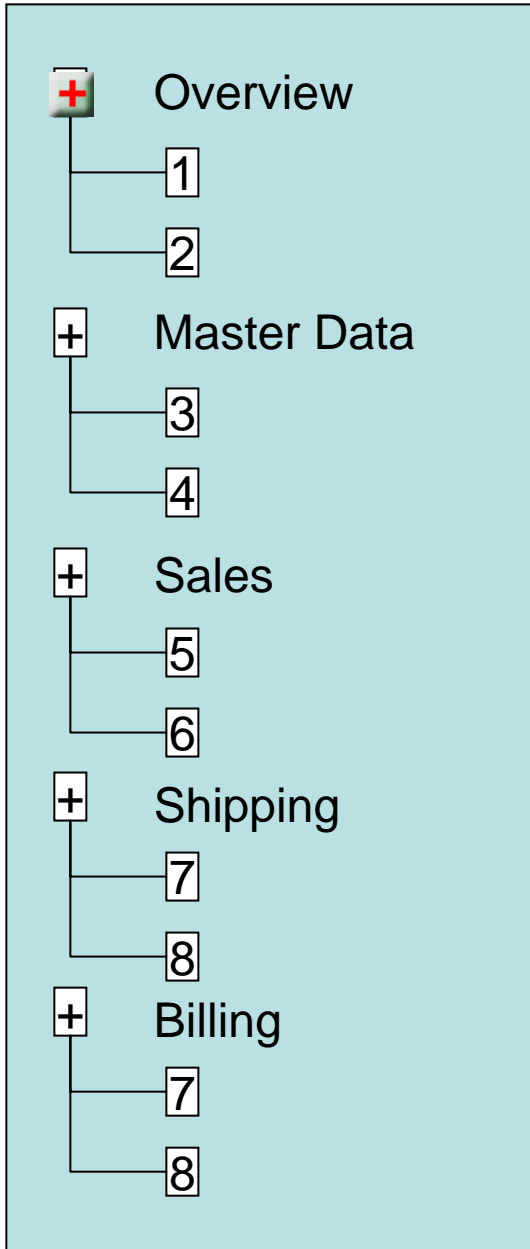 + Overview
1
2
+ Master Data
3
4
+ Sales
5
6
+ Shipping
7
8
+ Billing
7
8